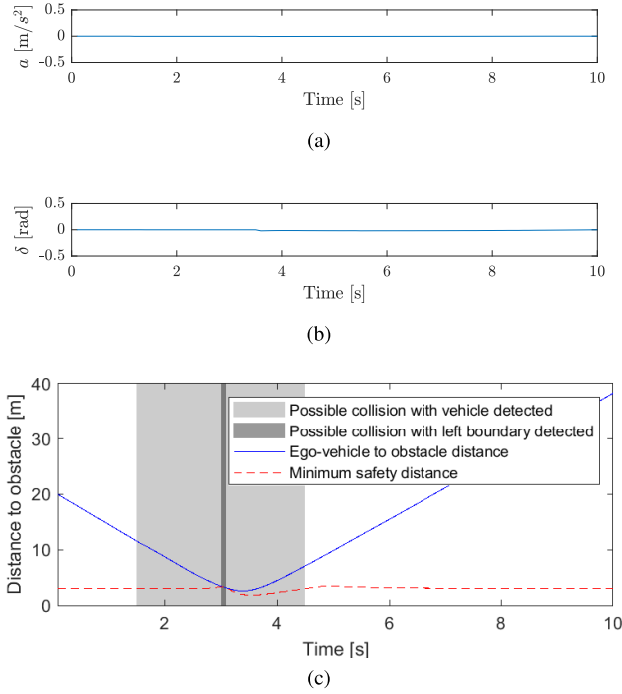 0.5
0
-0.5
a [m/s²]
0 2 4 6 8 10
Time [s]
(a)
0.5
0
-0.5
δ [rad]
0 2 4 6 8 10
Time [s]
(b)
40
30
20
10
0
Distance to obstacle [m]
Possible collision with vehicle detected
Possible collision with left boundary detected
Ego-vehicle to obstacle distance
Minimum safety distance
2 4 6 8 10
Time [s]
(c)